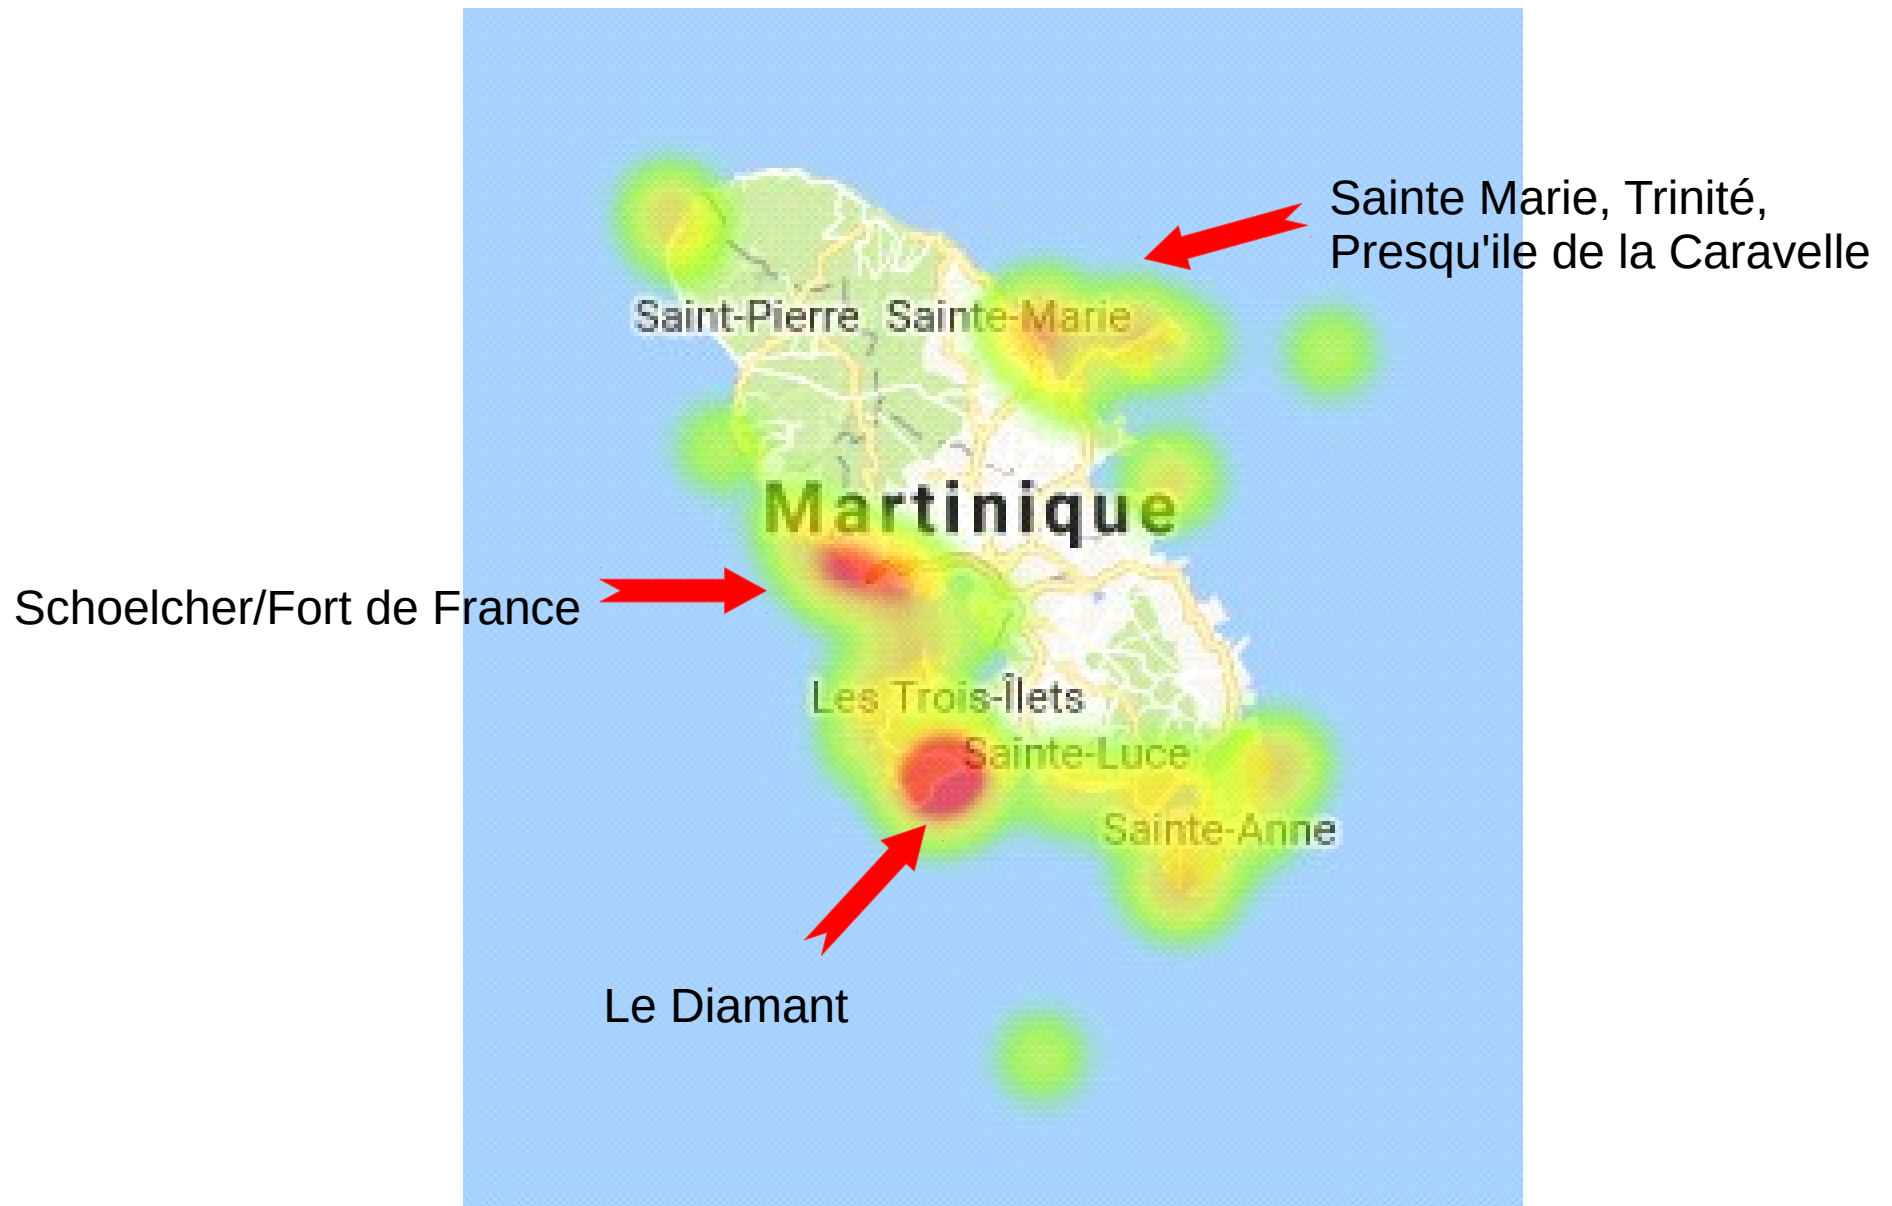 Sainte Marie, Trinité,
Presqu'ile de la Caravelle
Saint-Pierre
Sainte-Marie
Martinique
Schoelcher/Fort de France
Les Trois-Îlets
Sainte-Luce
Sainte-Anne
Le Diamant